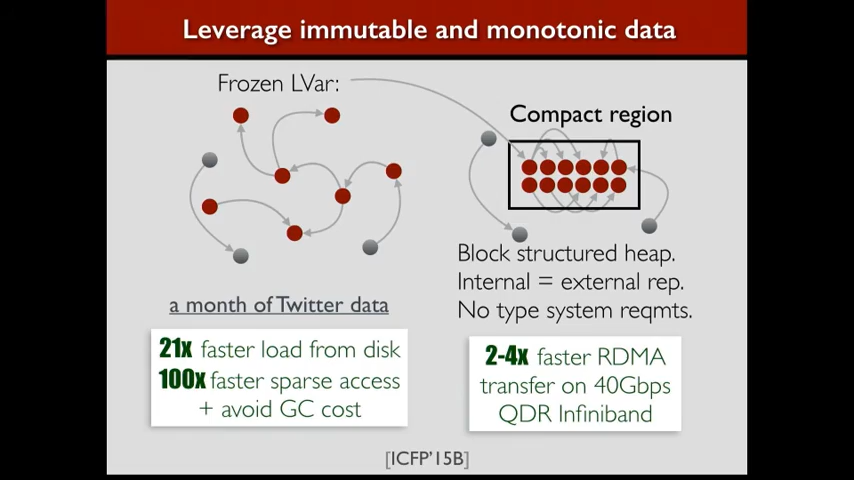 Leverage immutable and monotonic data
Frozen LVar:
Compact region
Block structured heap.
Internal = external rep.
No type system reqmts.
a month of Twitter data
21x faster load from disk
100x faster sparse access
+ avoid GC cost
2-4x faster RDMA
transfer on 40Gbps
QDR Infiniband
[ICFP'15B]